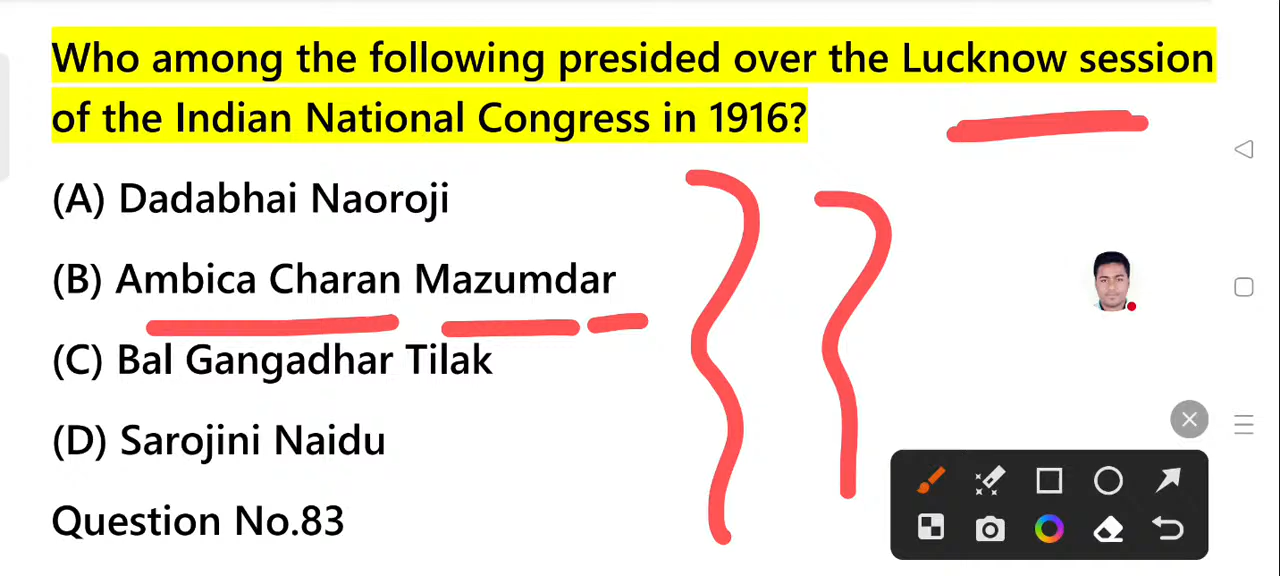 Who among the following presided over the Lucknow session
of the Indian National Congress in 1916?
(A) Dadabhai Naoroji
(B) Ambica Charan Mazumdar
(C) Bal Gangadhar Tilak
(D) Sarojini Naidu
Question No.83